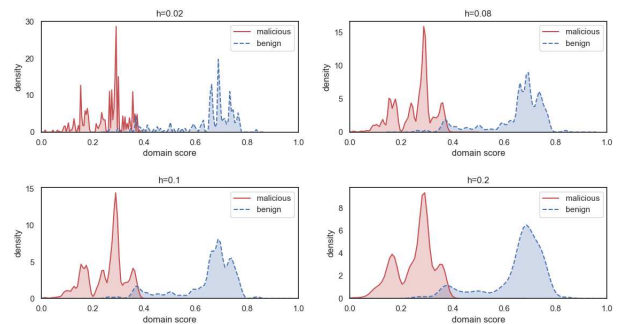 h=0.02
30
20
10
0
density
malicious
benign
0.0 0.2 0.4 0.6 0.8 1.0
domain score
h=0.08
15
10
5
0
density
malicious
benign
0.0 0.2 0.4 0.6 0.8 1.0
domain score
h=0.1
15
10
5
0
density
malicious
benign
0.0 0.2 0.4 0.6 0.8 1.0
domain score
h=0.2
8
6
4
2
0
density
malicious
benign
0.0 0.2 0.4 0.6 0.8 1.0
domain score